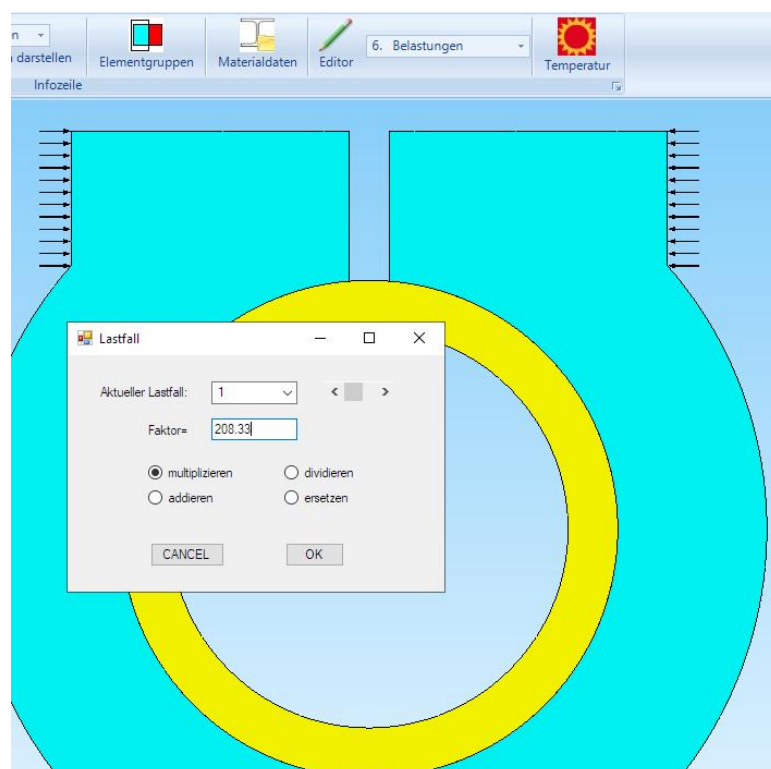 n
darstellen
Elementgruppen
Materialdaten
Editor
6. Belastungen
Temperatur
Infozeile
Lastfall
Aktueller Lastfall: 1
Faktor= 208.33
multiplizieren dividieren
addieren ersetzen
CANCEL OK